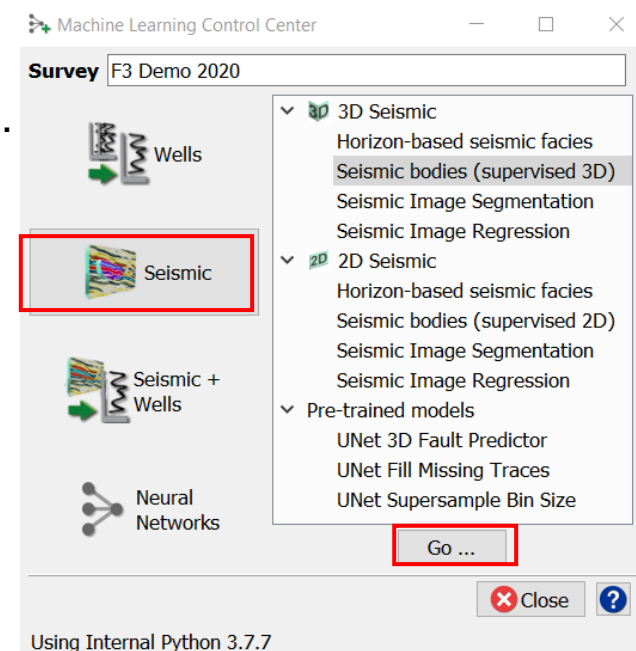 Machine Learning Control Center
Survey F3 Demo 2020
.
Wells
Seismic
Seismic +
Wells
Neural
Networks
3D 3D Seismic
Horizon-based seismic facies
Seismic bodies (supervised 3D)
Seismic Image Segmentation
Seismic Image Regression
2D 2D Seismic
Horizon-based seismic facies
Seismic bodies (supervised 2D)
Seismic Image Segmentation
Seismic Image Regression
Pre-trained models
UNet 3D Fault Predictor
UNet Fill Missing Traces
UNet Supersample Bin Size
Go ...
Close ?
Using Internal Python 3.7.7